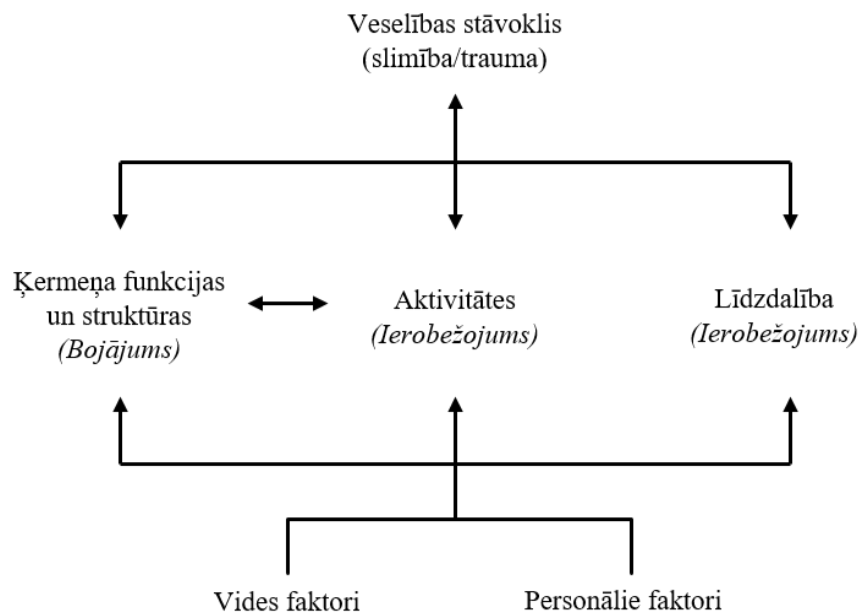 Veselības stāvoklis
(slimība/trauma)
Ķermeņa funkcijas
un struktūras
(Bojājums)
Aktivitātes
(Ierobežojums)
Līdzdalība
(Ierobežojums)
Vides faktori
Personālie faktori